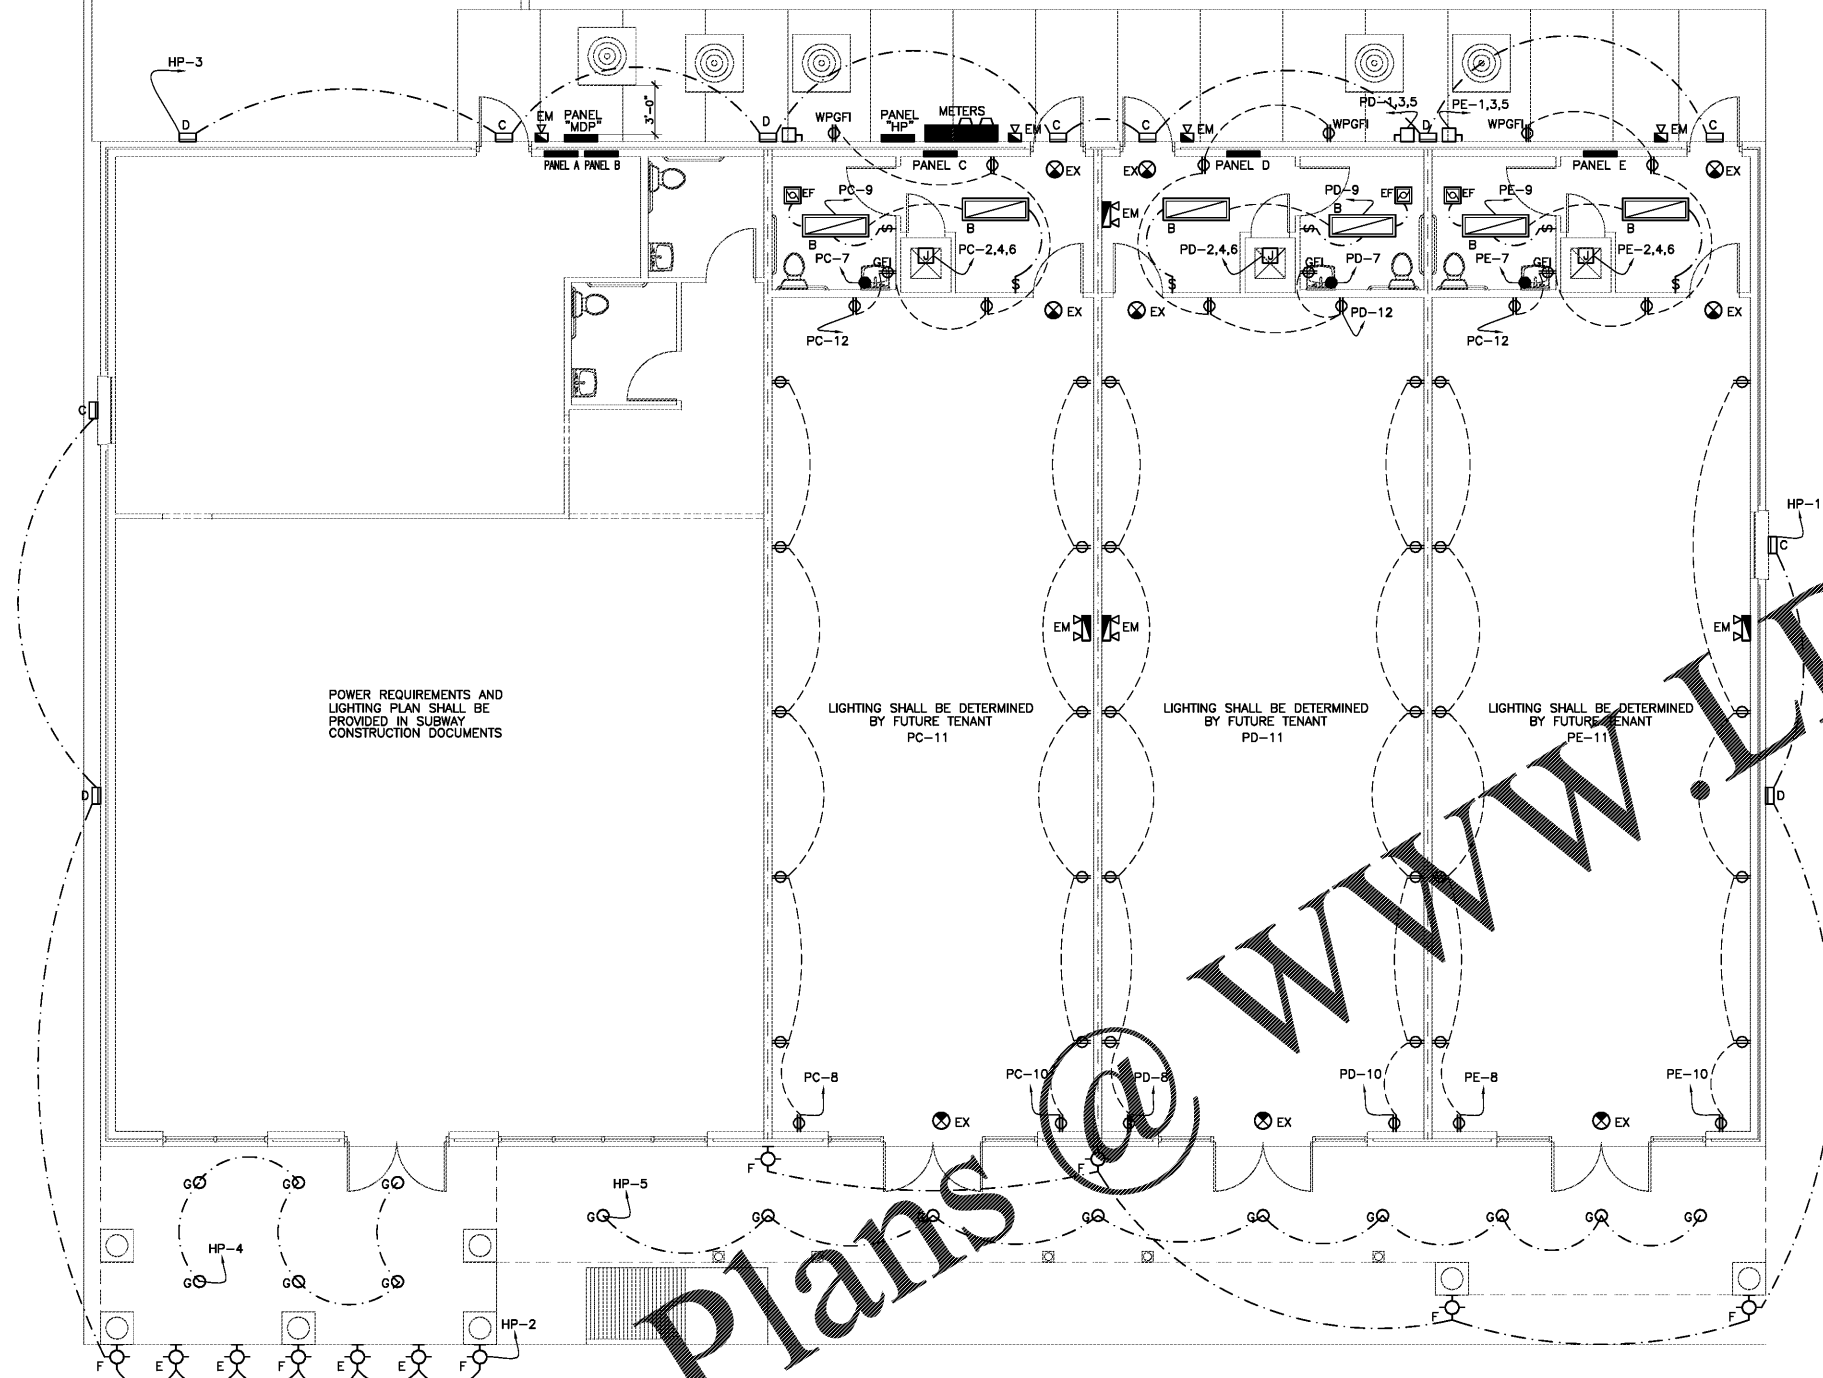 HP-3
PD-1,3,5
PE-1,3,5
3'-0"
METERS
D
C
EM
PANEL
"MDP"
D
WPGFI
PANEL
"HP"
EM
C
C
EM
WPGFI
D
WPGFI
EM
C
PANEL A
PANEL B
PANEL C
EX
EX
PANEL D
PANEL E
EX
EF
PC-9
B
B
EM
B
PD-9
B
EF
EF
PE-9
B
B
$
$
$
PC-7
GFI
J
PC-2,4,6
PD-2,4,6
J
GFI
PD-7
PE-7
GFI
J
PE-2,4,6
$
$
$
EX
EX
PD-12
EX
PC-12
PC-12
C
HP-1
C
EM
EM
EM
POWER REQUIREMENTS AND
LIGHTING PLAN SHALL BE
PROVIDED IN SUBWAY
CONSTRUCTION DOCUMENTS
LIGHTING SHALL BE DETERMINED
BY FUTURE TENANT
PC-11
LIGHTING SHALL BE DETERMINED
BY FUTURE TENANT
PD-11
LIGHTING SHALL BE DETERMINED
BY FUTURE TENANT
PE-11
D
D
PC-8
PC-10
PD-8
PD-10
PE-8
PE-10
EX
EX
EX
F
F
G
G
G
HP-5
G
G
G
G
G
G
G
G
G
HP-4
G
G
G
HP-2
F
F
F
E
E
F
E
E
F
Plans @ www.